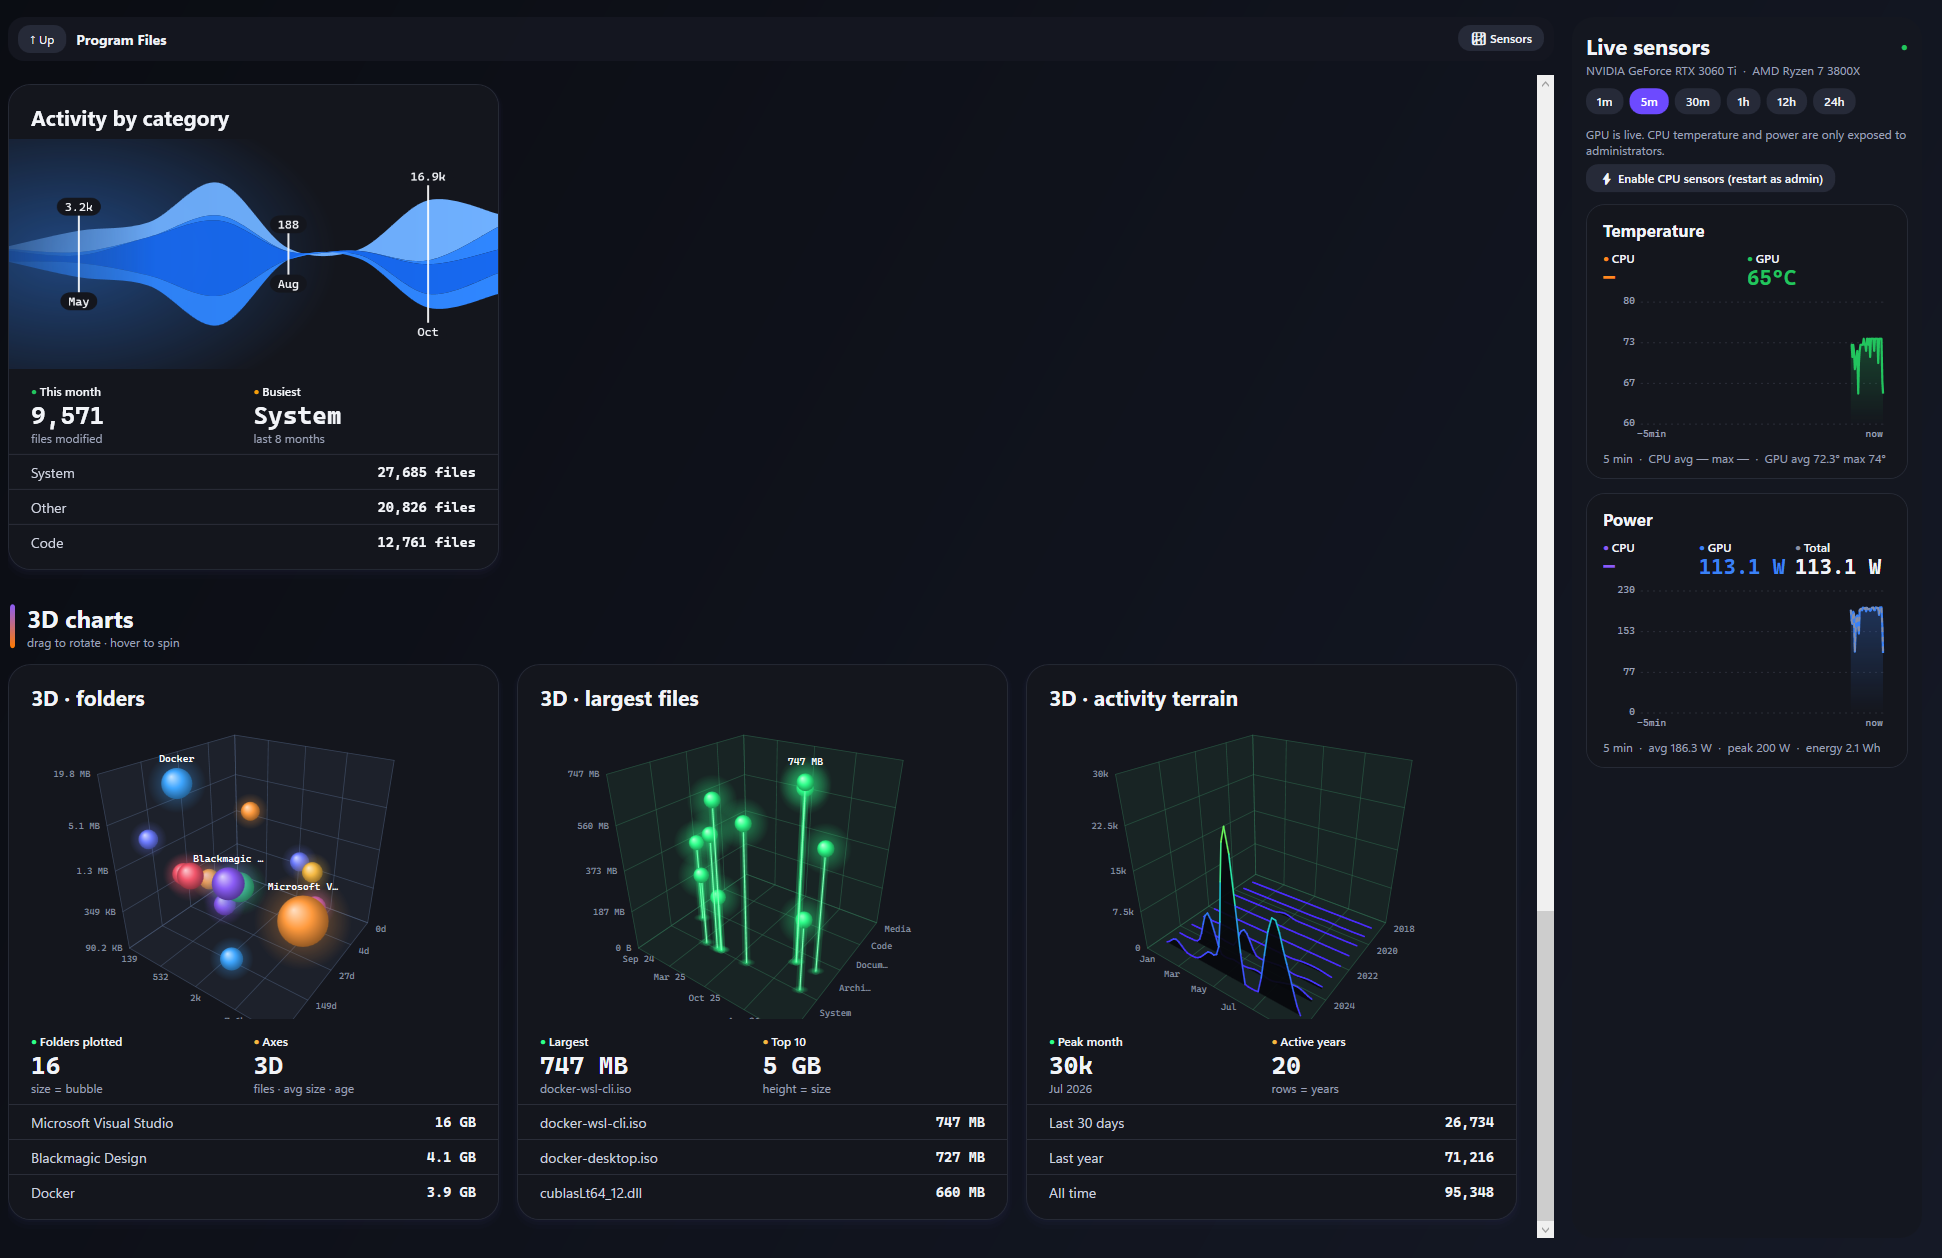 ↑ Up
Program Files
Sensors
Activity by category
3.2k
May
188
Aug
16.9k
Oct
This month
9,571
files modified
Busiest
System
last 8 months
System 27,685 files
Other 20,826 files
Code 12,761 files
3D charts
drag to rotate · hover to spin
3D · folders
Docker
Blackmagic …
Microsoft V…
19.8 MB
5.1 MB
1.3 MB
349 KB
90.2 KB
139
532
2k
0d
4d
27d
149d
Folders plotted
16
size = bubble
Axes
3D
files · avg size · age
Microsoft Visual Studio 16 GB
Blackmagic Design 4.1 GB
Docker 3.9 GB
3D · largest files
747 MB
747 MB
560 MB
373 MB
187 MB
0 B
Sep 24
Mar 25
Oct 25
Media
Code
Docum…
Archi…
System
Largest
747 MB
docker-wsl-cli.iso
Top 10
5 GB
height = size
docker-wsl-cli.iso 747 MB
docker-desktop.iso 727 MB
cublasLt64_12.dll 660 MB
3D · activity terrain
30k
22.5k
15k
7.5k
0
Jan
Mar
May
Jul
2018
2020
2022
2024
Peak month
30k
Jul 2026
Active years
20
rows = years
Last 30 days 26,734
Last year 71,216
All time 95,348
Live sensors
NVIDIA GeForce RTX 3060 Ti · AMD Ryzen 7 3800X
1m 5m 30m 1h 12h 24h
GPU is live. CPU temperature and power are only exposed to
administrators.
Enable CPU sensors (restart as admin)
Temperature
CPU
—
GPU
65°C
80
73
67
60
−5min now
5 min · CPU avg — max — · GPU avg 72.3° max 74°
Power
CPU
—
GPU
113.1 W
Total
113.1 W
230
153
77
0
−5min now
5 min · avg 186.3 W · peak 200 W · energy 2.1 Wh